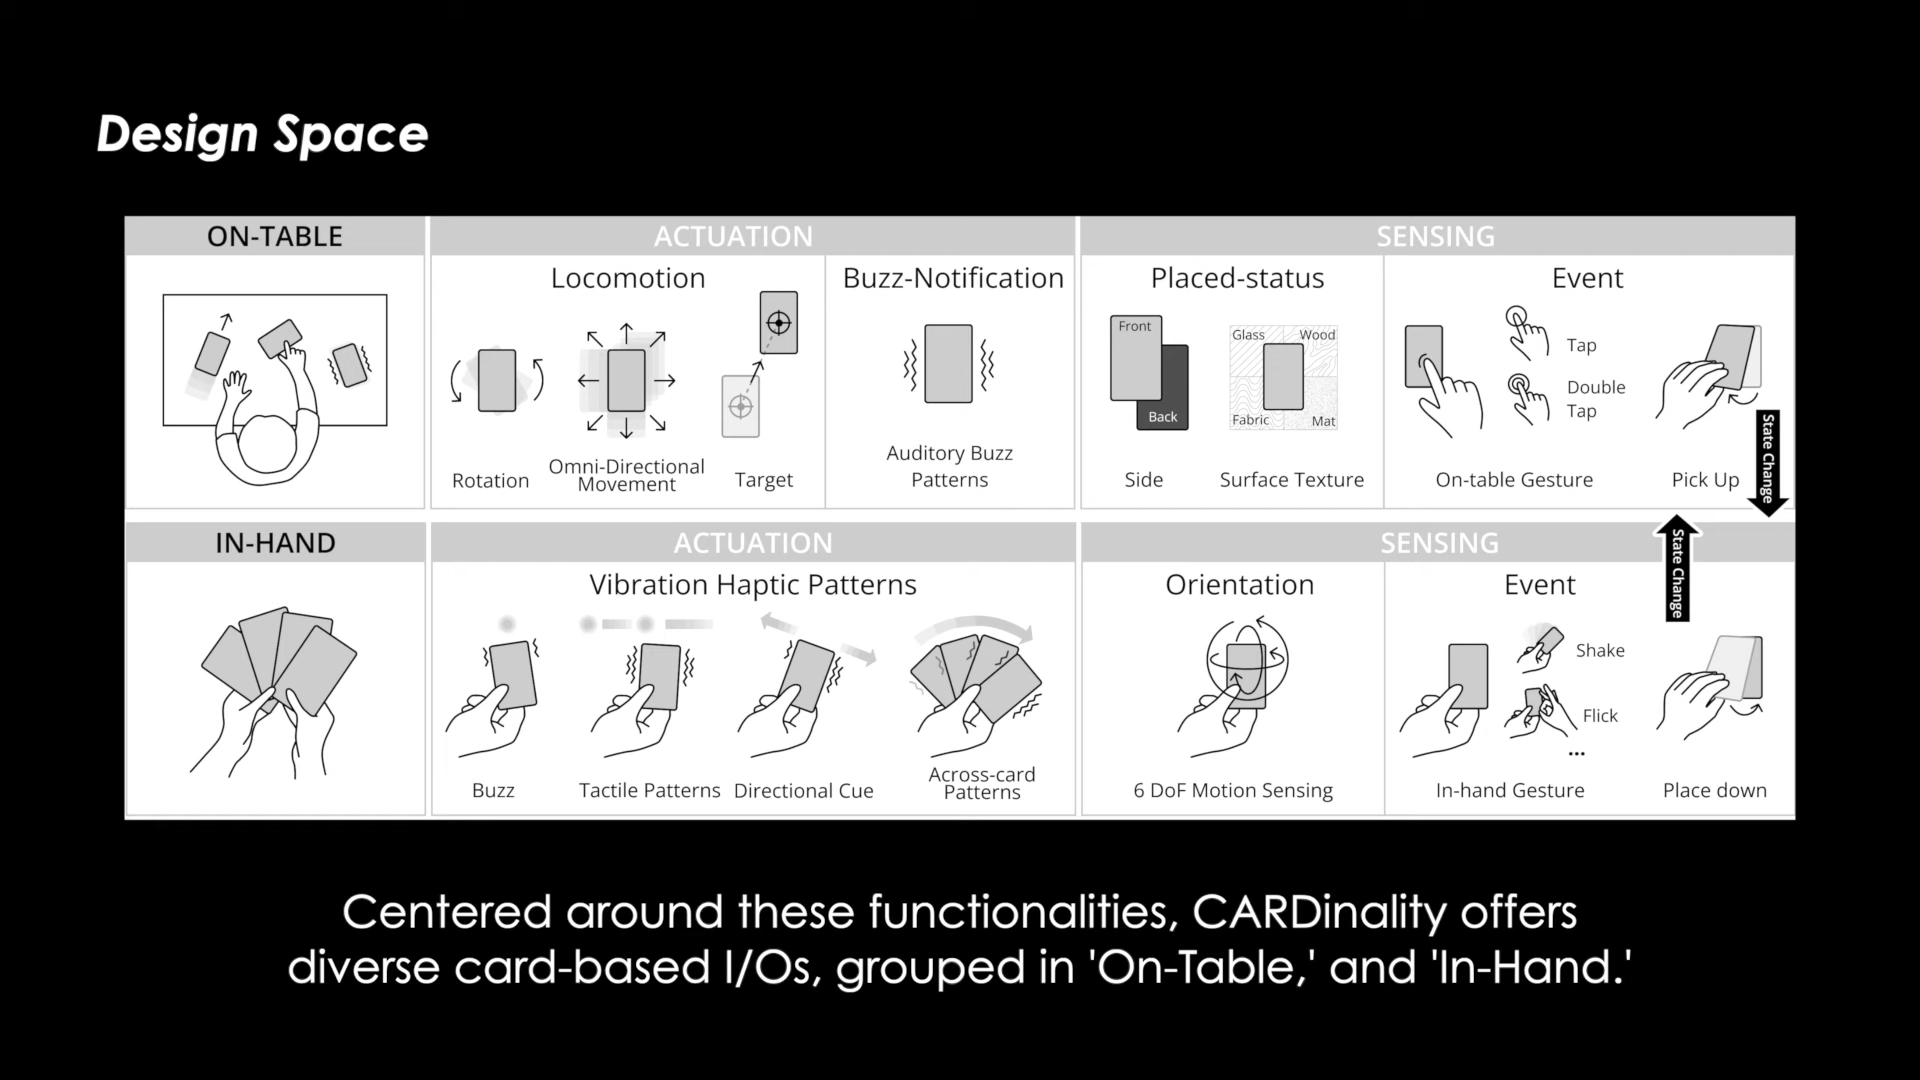 Design Space
ON-TABLE
ACTUATION
SENSING
Locomotion
Buzz-Notification
Placed-status
Event
Front
Back
Glass
Wood
Fabric
Mat
Tap
Double
Tap
Rotation
Omni-Directional
Movement
Target
Auditory Buzz
Patterns
Side
Surface Texture
On-table Gesture
Pick Up
State Change
IN-HAND
ACTUATION
SENSING
State Change
Vibration Haptic Patterns
Orientation
Event
Shake
Flick
...
Buzz
Tactile Patterns
Directional Cue
Across-card
Patterns
6 DoF Motion Sensing
In-hand Gesture
Place down
Centered around these functionalities, CARDinality offers
diverse card-based I/Os, grouped in 'On-Table,' and 'In-Hand.'